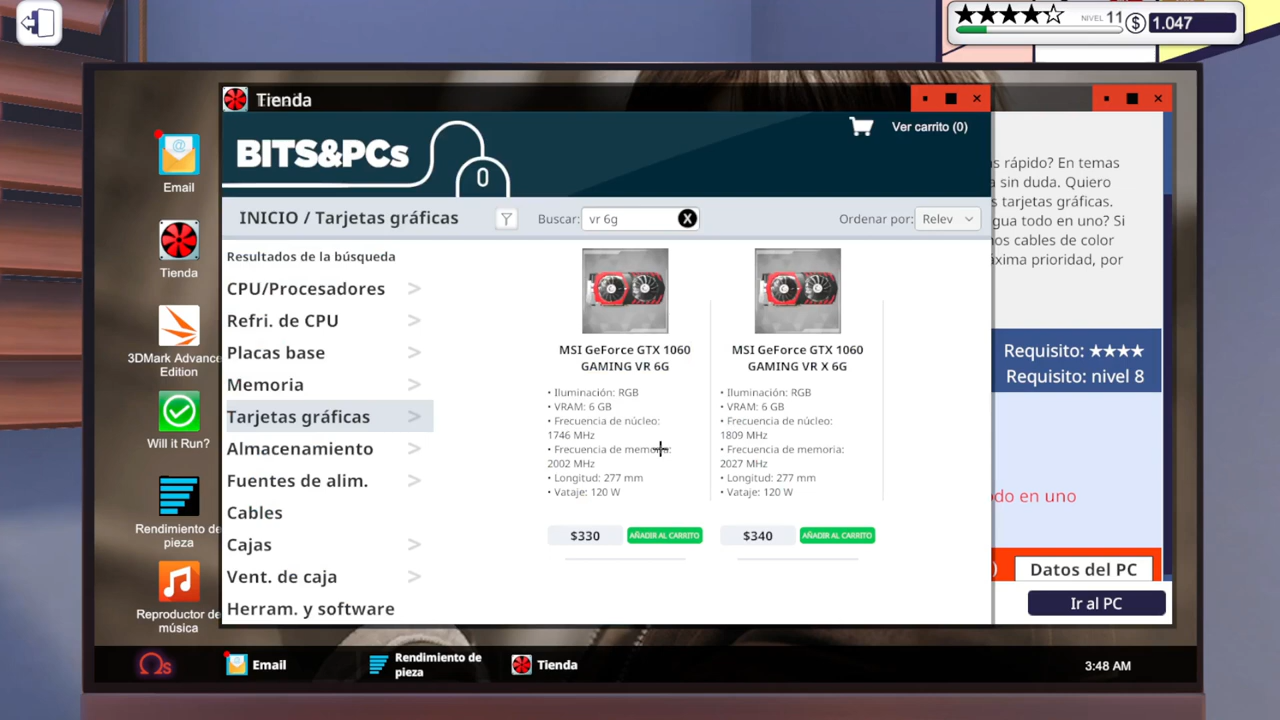 NIVEL 11
$ 1.047
Tienda
BITS&PCs
Ver carrito (0)
INICIO / Tarjetas gráficas
Buscar: vr 6g X
Ordenar por: Relev
Resultados de la búsqueda
CPU/Procesadores >
Refri. de CPU >
Placas base >
Memoria >
Tarjetas gráficas >
Almacenamiento >
Fuentes de alim. >
Cables
Cajas >
Vent. de caja >
Herram. y software
MSI GeForce GTX 1060
GAMING VR 6G
• Iluminación: RGB
• VRAM: 6 GB
• Frecuencia de núcleo:
1746 MHz
• Frecuencia de memoria:
2002 MHz
• Longitud: 277 mm
• Vataje: 120 W
$330 AÑADIR AL CARRITO
MSI GeForce GTX 1060
GAMING VR X 6G
• Iluminación: RGB
• VRAM: 6 GB
• Frecuencia de núcleo:
1809 MHz
• Frecuencia de memoria:
2027 MHz
• Longitud: 277 mm
• Vataje: 120 W
$340 AÑADIR AL CARRITO
s rápido? En temas
a sin duda. Quiero
s tarjetas gráficas.
gua todo en uno? Si
nos cables de color
áxima prioridad, por
Requisito: ★★★★
Requisito: nivel 8
do en uno
) Datos del PC
Ir al PC
Email
Tienda
3DMark Advance
Edition
Will it Run?
Rendimiento de
pieza
Reproductor de
música
Ωs
Email
Rendimiento de
pieza
Tienda
3:48 AM